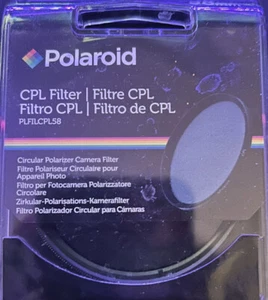 Polaroid
CPL Filter | Filtre CPL
Filtro CPL | Filtro de CPL
PLFILCPL58
Circular Polarizer Camera Filter
Filtre Polariseur Circulaire pour
Appareil Photo
Filtro per Fotocamera Polarizzatore
Circolare
Zirkular-Polarisations-Kamerafilter
Filtro Polarizador Circular para Cámaras